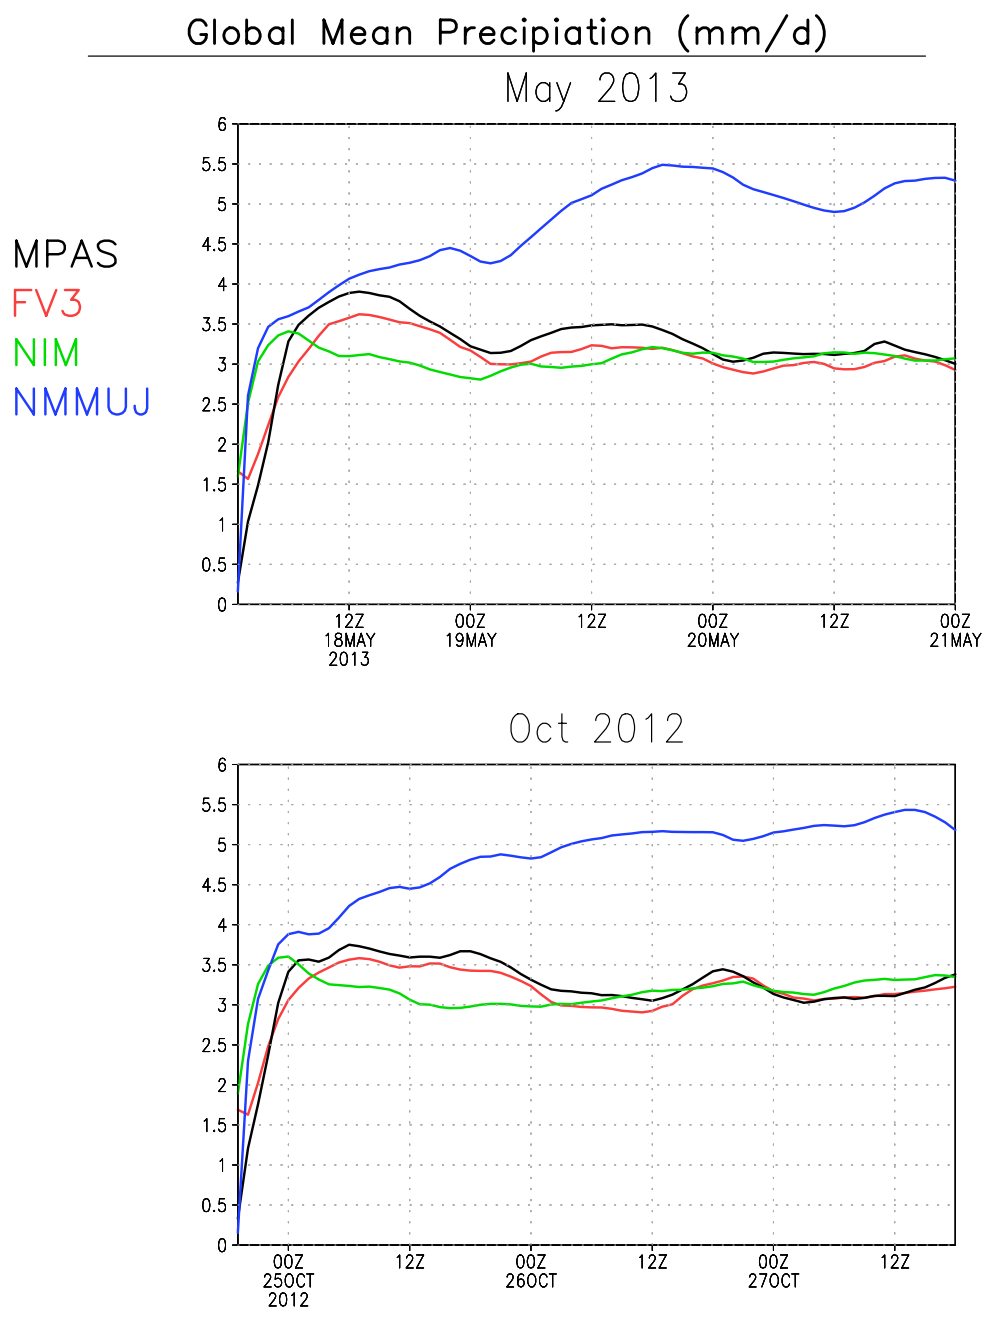 Global Mean Precipiation (mm/d)
May 2013
MPAS
FV3
NIM
NMMUJ
6
5.5
5
4.5
4
3.5
3
2.5
2
1.5
1
0.5
0
12Z 00Z 12Z 00Z 12Z 00Z
18MAY 19MAY 20MAY 21MAY
2013
Oct 2012
6
5.5
5
4.5
4
3.5
3
2.5
2
1.5
1
0.5
0
00Z 12Z 00Z 12Z 00Z 12Z
25OCT 26OCT 27OCT
2012